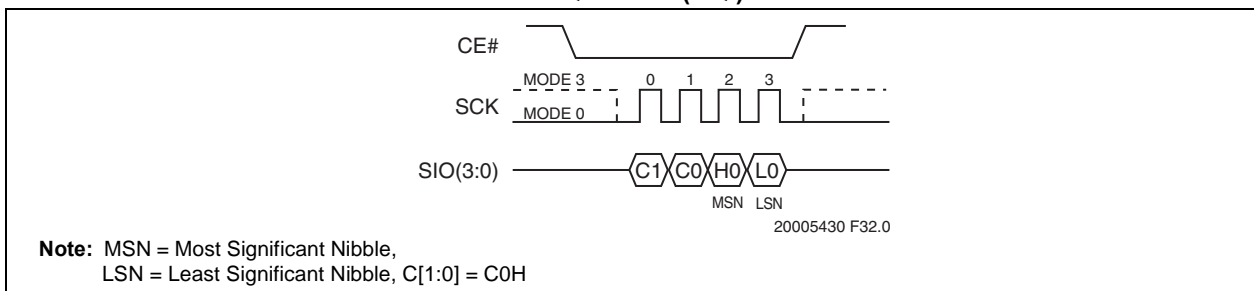 CE#
MODE 3 0 1 2 3
SCK
MODE 0
SIO(3:0) C1 C0 H0 L0
MSN LSN
20005430 F32.0
Note: MSN = Most Significant Nibble,
LSN = Least Significant Nibble, C[1:0] = C0H